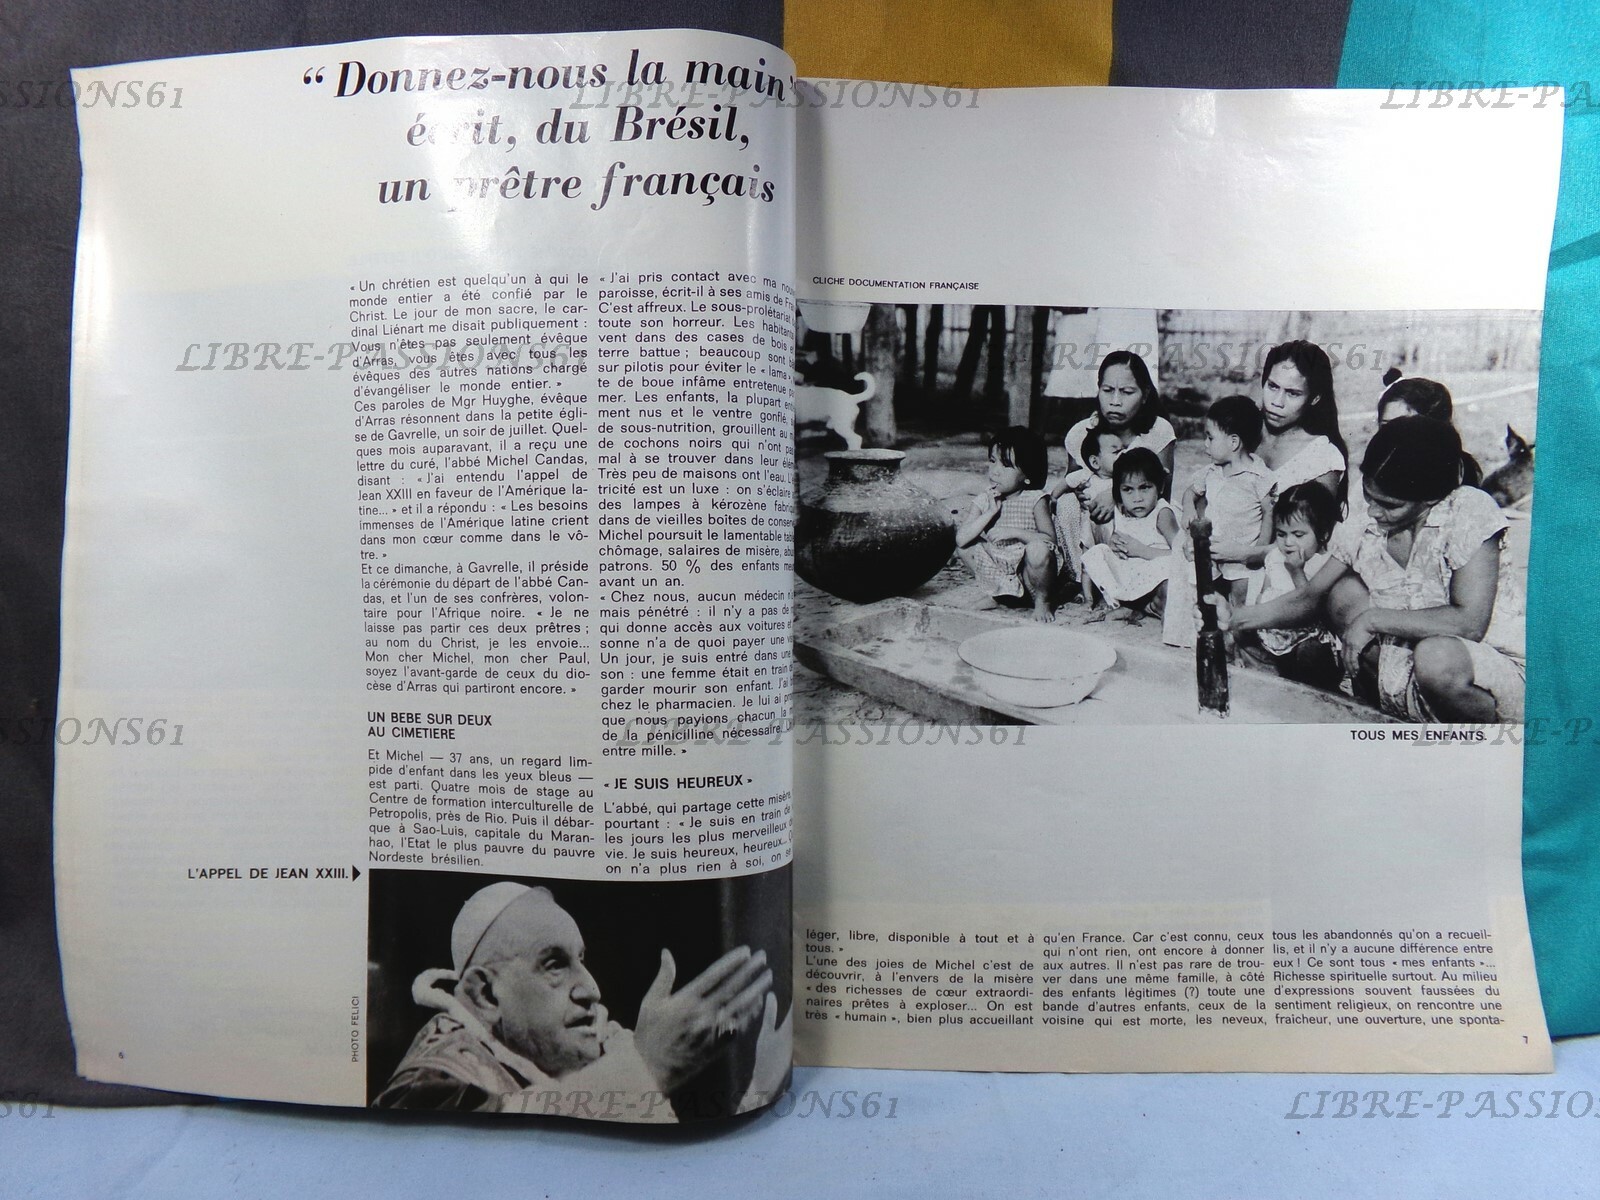 “ Donnez-nous la main
écrit, du Brésil,
un prêtre français
« Un chrétien est quelqu'un à qui le
monde entier a été confié par le
Christ. Le jour de mon sacre, le car-
dinal Liénart me disait publiquement :
Vous n'êtes pas seulement évêque
d'Arras, vous êtes avec tous les
évêques des autres nations chargé
d'évangéliser le monde entier. »
Ces paroles de Mgr Huyghe, évêque
d'Arras résonnent dans la petite égli-
se de Gavrelle, un soir de juillet. Quel-
ques mois auparavant, il a reçu une
lettre du curé, l'abbé Michel Candas,
disant : « J'ai entendu l'appel de
Jean XXIII en faveur de l'Amérique la-
tine... » et il a répondu : « Les besoins
immenses de l'Amérique latine crient
dans mon cœur comme dans le vô-
tre. »
Et ce dimanche, à Gavrelle, il préside
la cérémonie du départ de l'abbé Can-
das, et l'un de ses confrères, volon-
taire pour l'Afrique noire. « Je ne
laisse pas partir ces deux prêtres ;
au nom du Christ, je les envoie...
Mon cher Michel, mon cher Paul,
soyez l'avant-garde de ceux du dio-
cèse d'Arras qui partiront encore. »
UN BEBE SUR DEUX
AU CIMETIERE
Et Michel — 37 ans, un regard lim-
pide d'enfant dans les yeux bleus —
est parti. Quatre mois de stage au
Centre de formation interculturelle de
Petropolis, près de Rio. Puis il débar-
que à Sao-Luis, capitale du Maran-
hao, l'Etat le plus pauvre du pauvre
Nordeste brésilien.
« J'ai pris contact avec ma
paroisse, écrit-il à ses amis de
C'est affreux. Le sous-prolétariat
toute son horreur. Les
vent dans des cases de bois
terre battue ; beaucoup sont
sur pilotis pour éviter le « lama »,
te de boue infâme entretenue
mer. Les enfants, la plupart
ment nus et le ventre gonflé,
de sous-nutrition, grouillent au
de cochons noirs qui n'ont
mal à se trouver dans leur
Très peu de maisons ont l'eau.
tricité est un luxe : on s'éclaire
des lampes à kérozène
dans de vieilles boîtes de
Michel poursuit le lamentable
chômage, salaires de misère,
patrons. 50 % des enfants
avant un an.
« Chez nous, aucun médecin
mais pénétré : il n'y a pas de
qui donne accès aux voitures
sonne n'a de quoi payer une
Un jour, je suis entré dans une
son : une femme était en train
garder mourir son enfant. J'ai
chez le pharmacien. Je lui ai
que nous payions chacun la
de la pénicilline nécessaire.
entre mille. »
« JE SUIS HEUREUX »
L'abbé, qui partage cette misère,
pourtant : « Je suis en train de
les jours les plus merveilleux
vie. Je suis heureux, heureux...
on n'a plus rien à soi, on
L'APPEL DE JEAN XXIII.
PHOTO FELICI
6
CLICHE DOCUMENTATION FRANÇAISE
TOUS MES ENFANTS.
léger, libre, disponible à tout et à
tous. »
L'une des joies de Michel c'est de
découvrir, à l'envers de la misère
« des richesses de cœur extraordi-
naires prêtes à exploser... On est
très « humain », bien plus accueillant
qu'en France. Car c'est connu, ceux
qui n'ont rien, ont encore à donner
aux autres. Il n'est pas rare de trou-
ver dans une même famille, à côté
des enfants légitimes (?) toute une
bande d'autres enfants, ceux de la
voisine qui est morte, les neveux,
tous les abandonnés qu'on a recueil-
lis, et il n'y a aucune différence entre
eux ! Ce sont tous « mes enfants »...
Richesse spirituelle surtout. Au milieu
d'expressions souvent faussées du
sentiment religieux, on rencontre une
fraîcheur, une ouverture, une sponta-
7
LIBRE-PASSIONS61